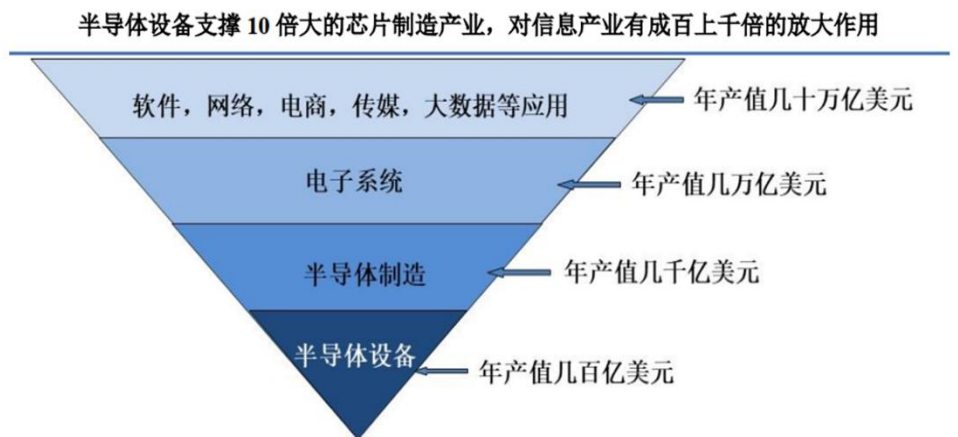 半导体设备支撑 10 倍大的芯片制造产业，对信息产业有成百上千倍的放大作用
软件，网络，电商，传媒，大数据等应用
年产值几十万亿美元
电子系统
年产值几万亿美元
半导体制造
年产值几千亿美元
半导体设备
年产值几百亿美元